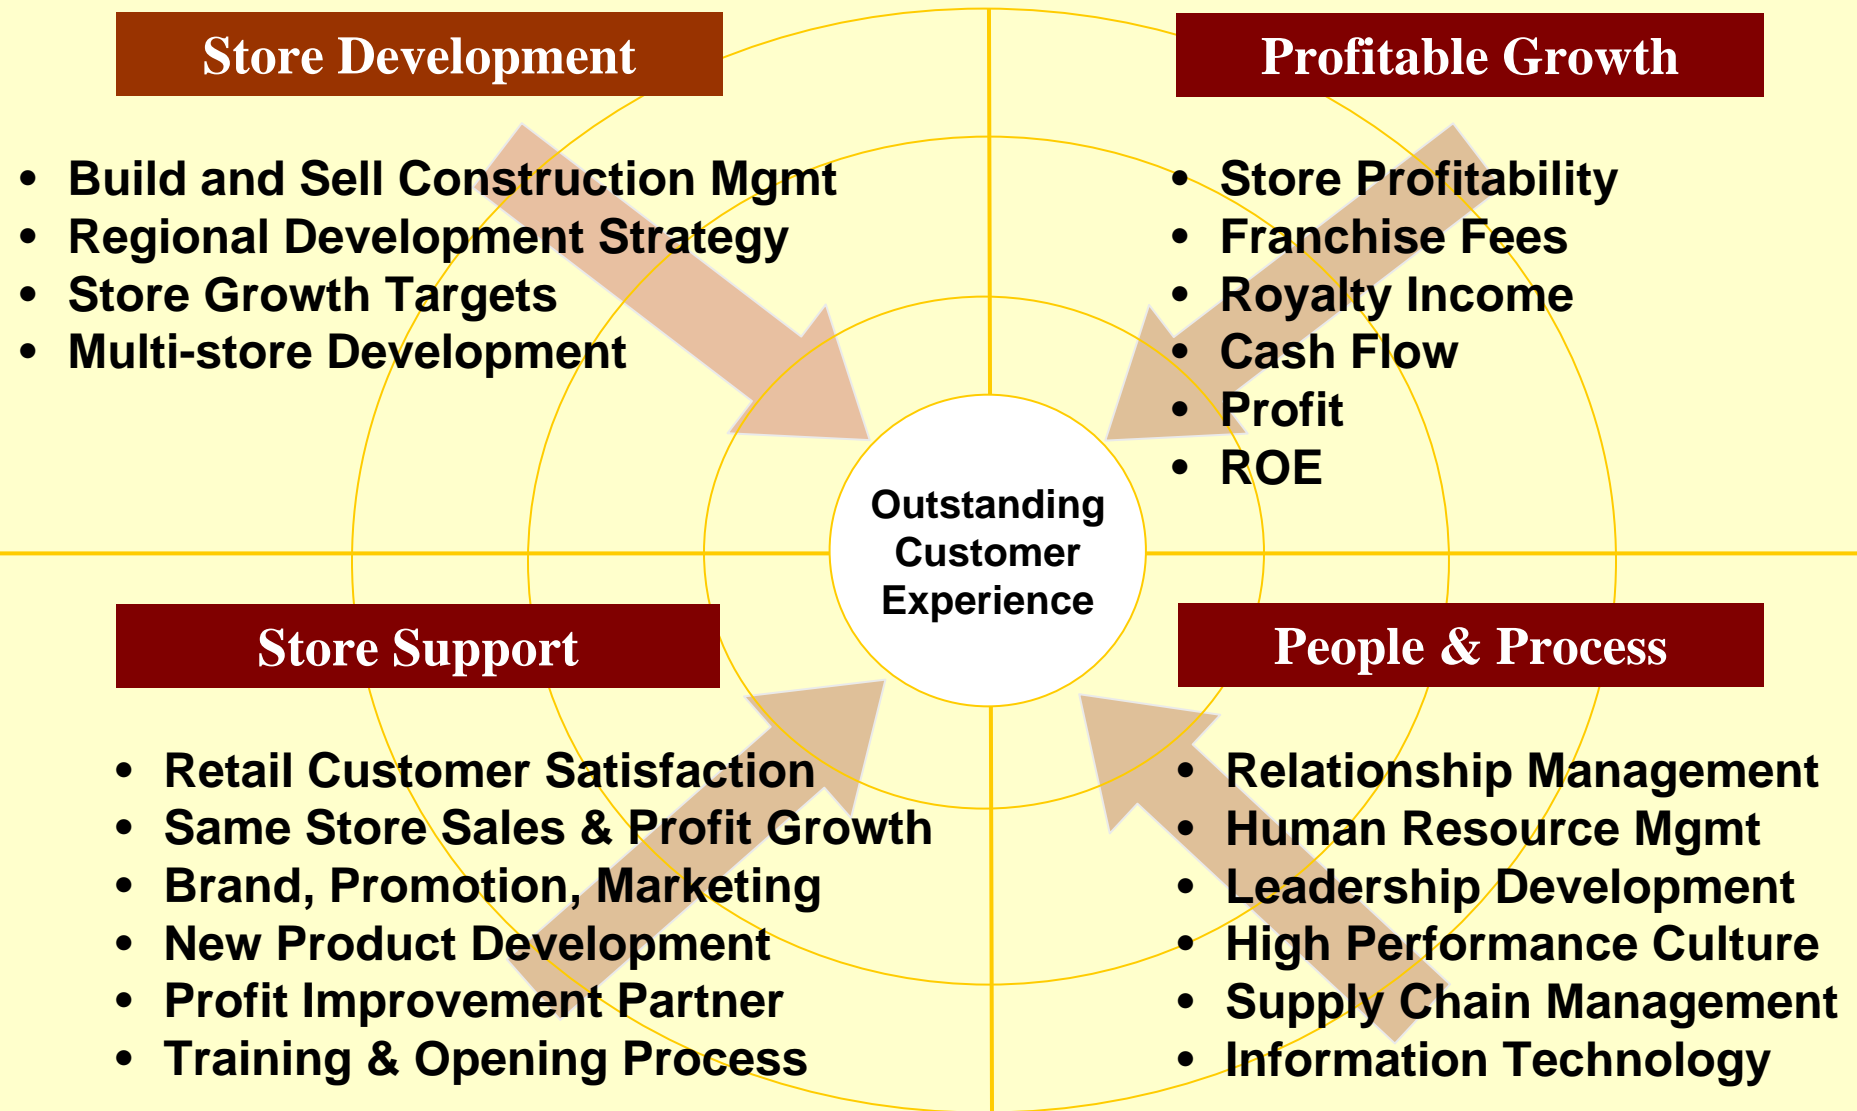 Store Development
• Build and Sell Construction Mgmt
• Regional Development Strategy
• Store Growth Targets
• Multi-store Development
Profitable Growth
• Store Profitability
• Franchise Fees
• Royalty Income
• Cash Flow
• Profit
• ROE
Outstanding
Customer
Experience
Store Support
• Retail Customer Satisfaction
• Same Store Sales & Profit Growth
• Brand, Promotion, Marketing
• New Product Development
• Profit Improvement Partner
• Training & Opening Process
People & Process
• Relationship Management
• Human Resource Mgmt
• Leadership Development
• High Performance Culture
• Supply Chain Management
• Information Technology